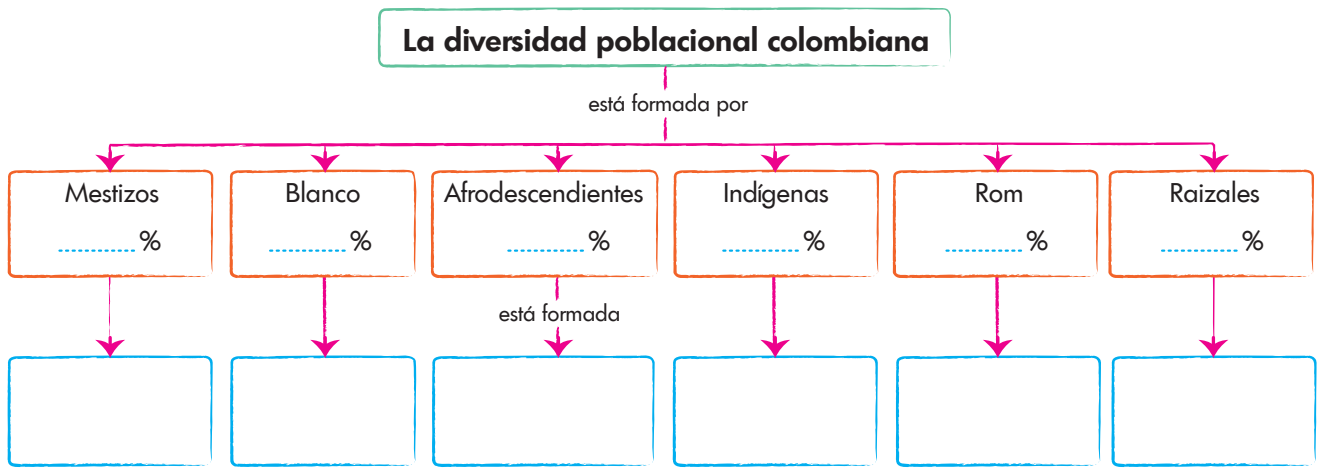 La diversidad poblacional colombiana
está formada por
Mestizos
.......... %
Blanco
.......... %
Afrodescendientes
.......... %
Indígenas
.......... %
Rom
.......... %
Raizales
.......... %
está formada